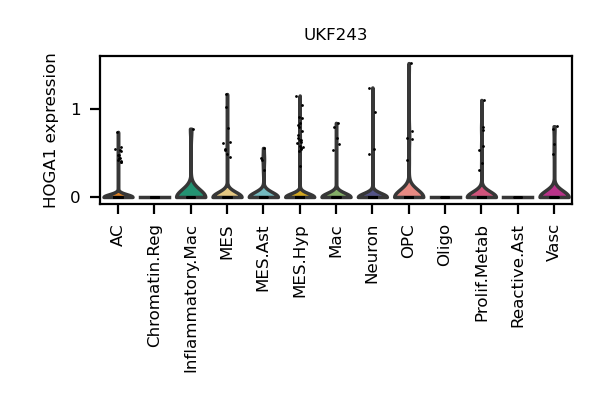 UKF243
HOGA1 expression
1
0
AC
Chromatin.Reg
Inflammatory.Mac
MES
MES.Ast
MES.Hyp
Mac
Neuron
OPC
Oligo
Prolif.Metab
Reactive.Ast
Vasc